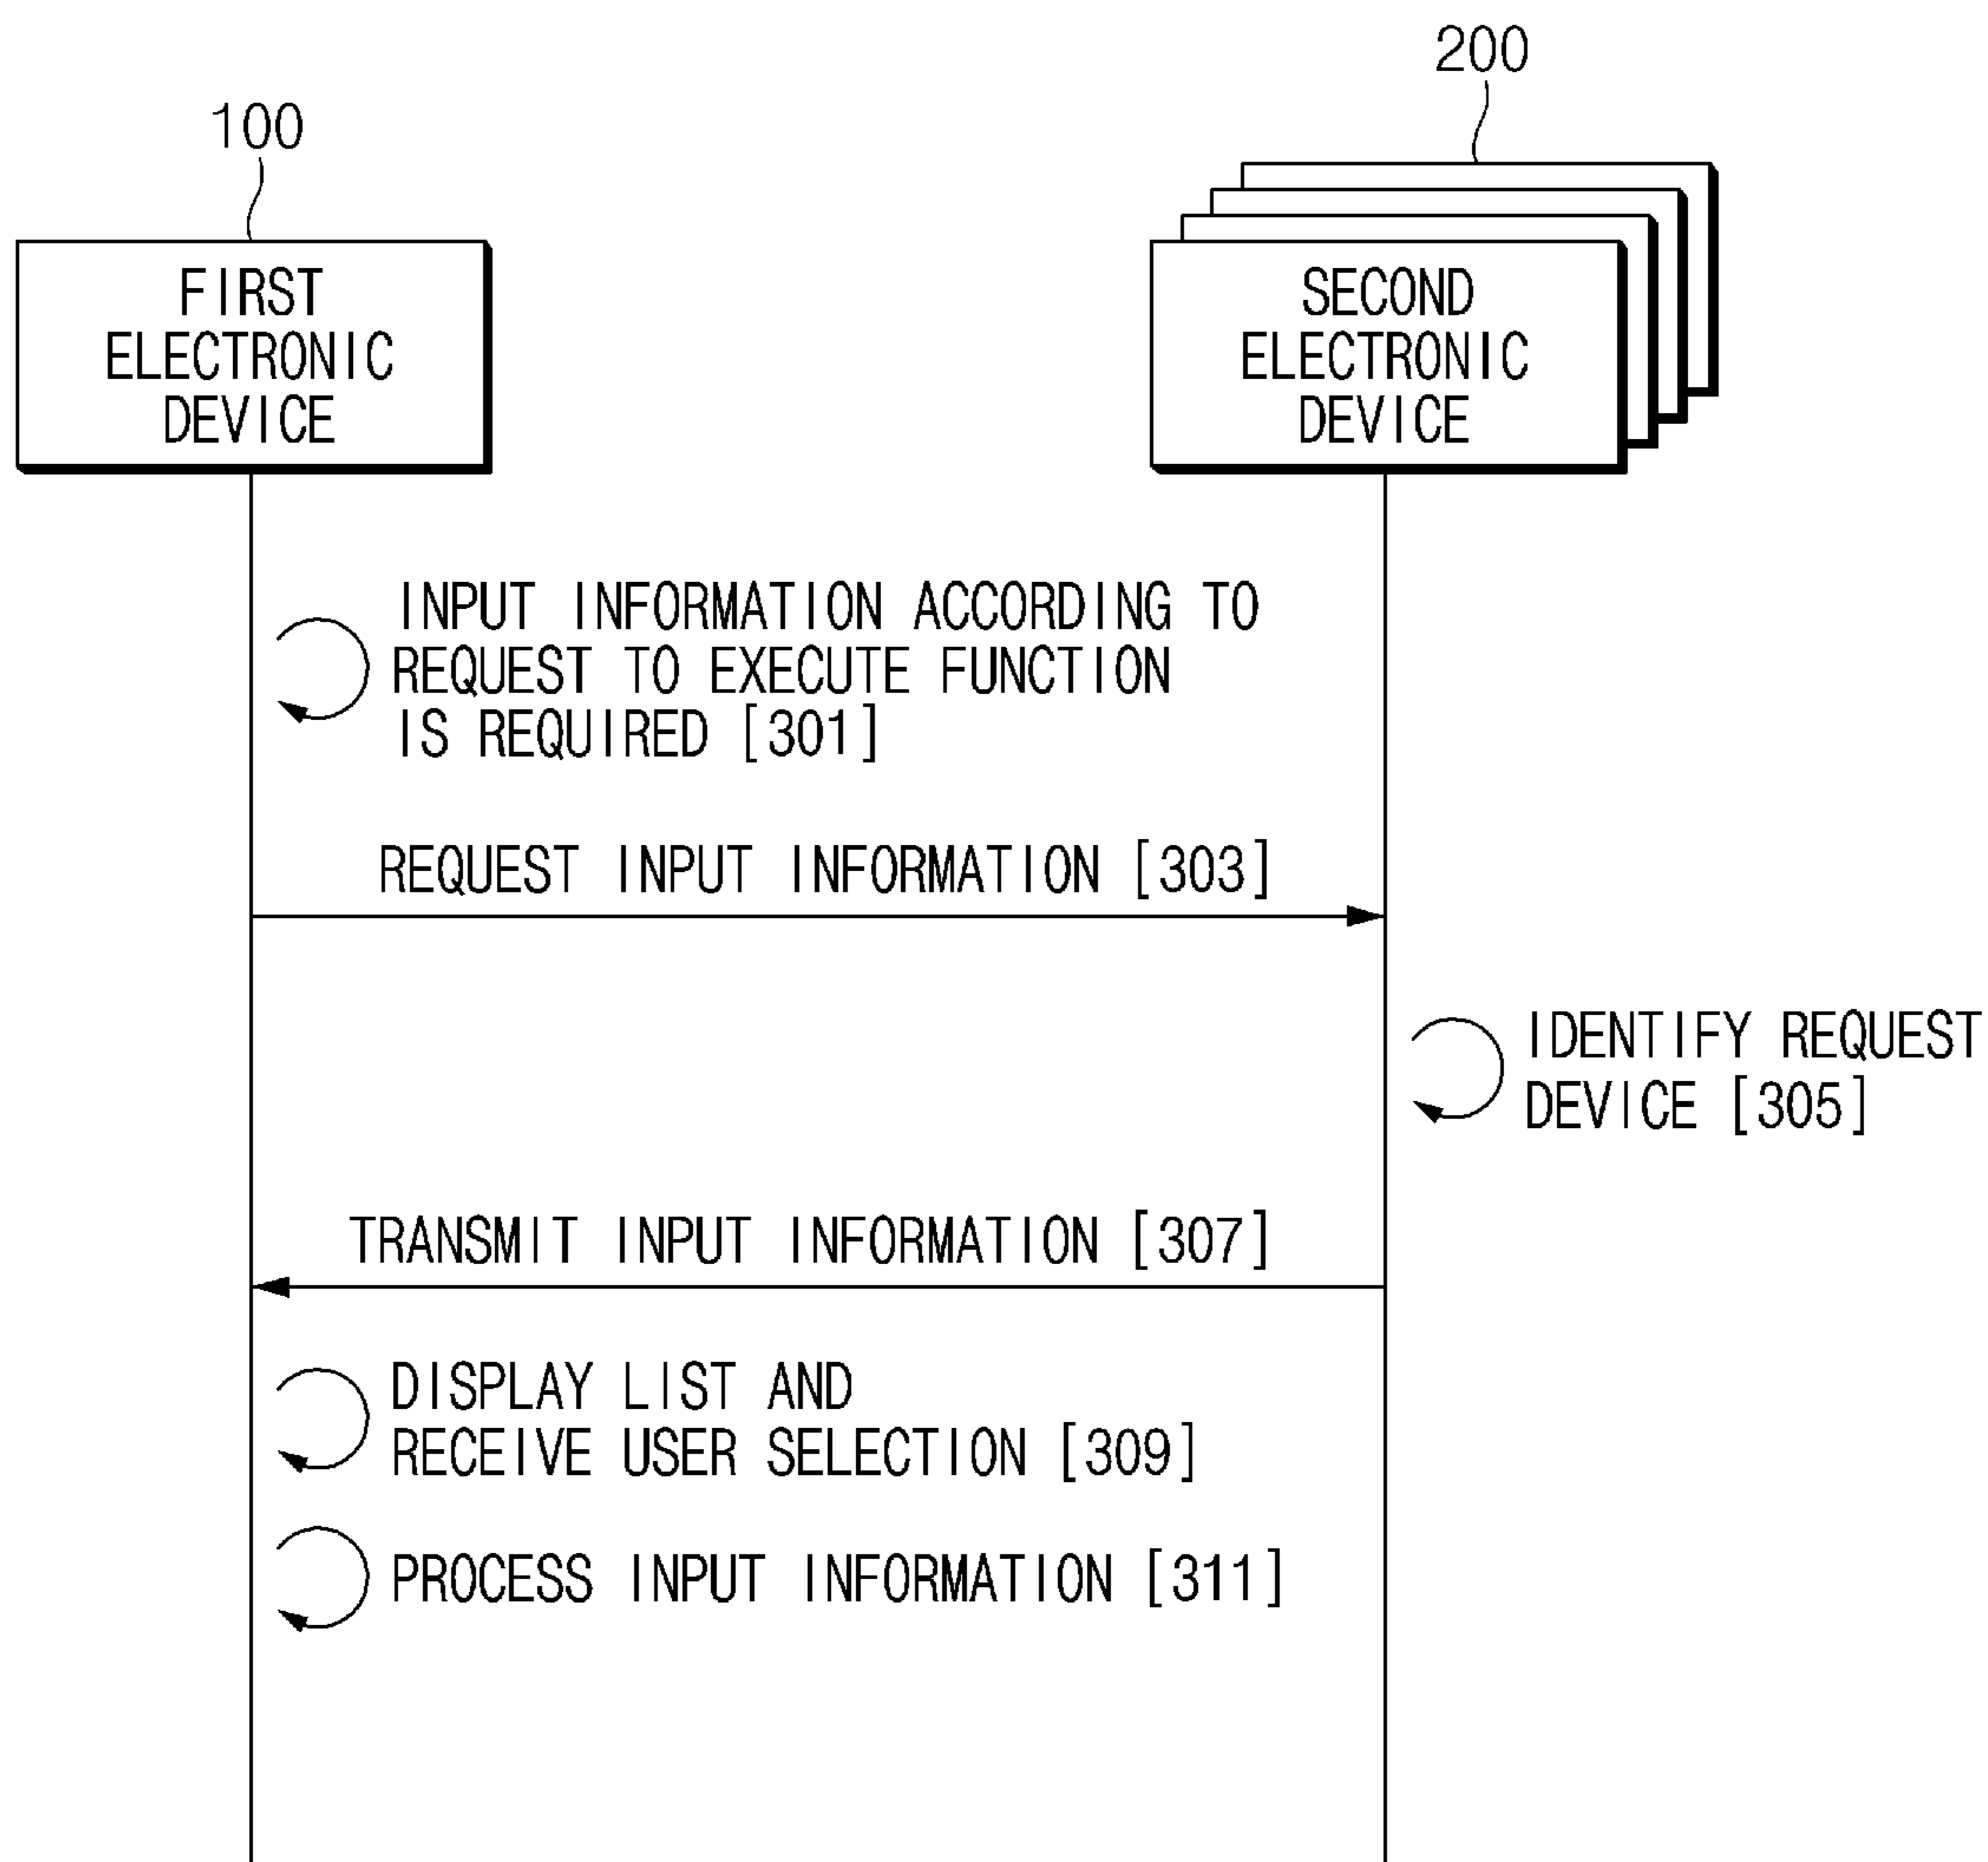 200
100
FIRST
ELECTRONIC
DEVICE
SECOND
ELECTRONIC
DEVICE
INPUT INFORMATION ACCORDING TO
REQUEST TO EXECUTE FUNCTION
IS REQUIRED [301]
REQUEST INPUT INFORMATION [303]
IDENTIFY REQUEST
DEVICE [305]
TRANSMIT INPUT INFORMATION [307]
DISPLAY LIST AND
RECEIVE USER SELECTION [309]
PROCESS INPUT INFORMATION [311]